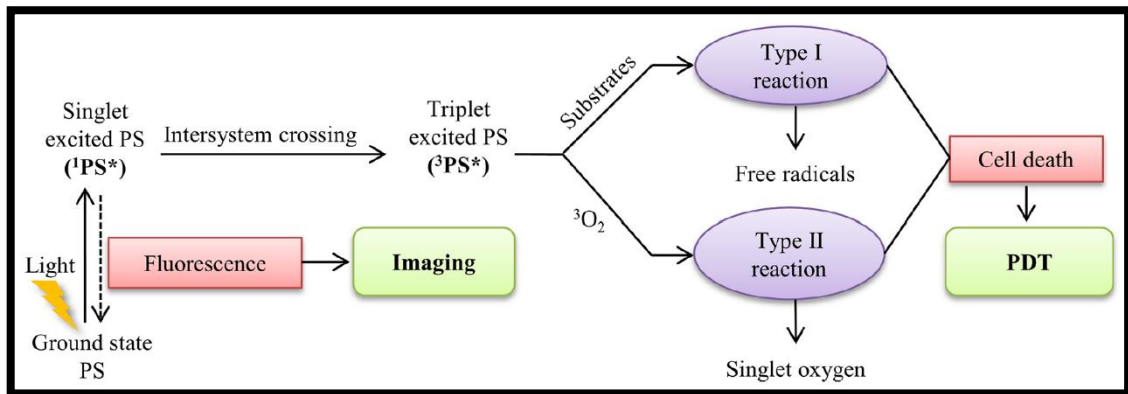 Singlet
excited PS
(¹PS*)
Intersystem crossing
Triplet
excited PS
(³PS*)
Substrates
³O₂
Type I
reaction
Free radicals
Type II
reaction
Singlet oxygen
Cell death
PDT
Light
Fluorescence
Imaging
Ground state
PS